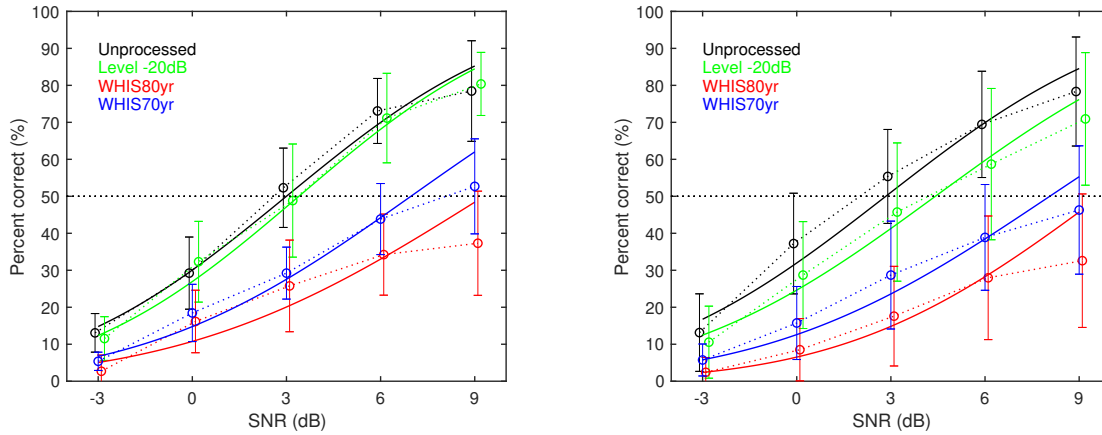 100
90
80
70
60
50
40
30
20
10
0
Percent correct (%)
Unprocessed
Level -20dB
WHIS80yr
WHIS70yr
-3 0 3 6 9
SNR (dB)
100
90
80
70
60
50
40
30
20
10
0
Percent correct (%)
Unprocessed
Level -20dB
WHIS80yr
WHIS70yr
-3 0 3 6 9
SNR (dB)